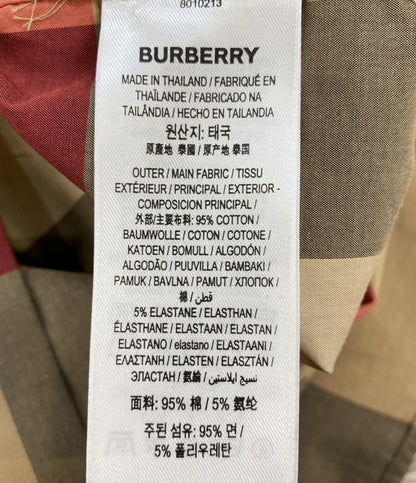 8010213
BURBERRY
MADE IN THAILAND / FABRIQUÉ EN
THAÏLANDE / FABRICADO NA
TAILÂNDIA / HECHO EN TAILANDIA
원산지: 태국
原產地: 泰國 / 原产地: 泰国
OUTER / MAIN FABRIC / TISSU
EXTÉRIEUR / PRINCIPAL / EXTERIOR -
COMPOSICION PRINCIPAL /
外部/主要布料: 95% COTTON /
BAUMWOLLE / COTON / COTONE /
KATOEN / BOMULL / ALGODÓN /
ALGODÃO / PUUVILLA / BAMBAKI /
PAMUK / BAVLNA / PAMUT / ХЛОПОК /
棉 / قطن /
5% ELASTANE / ELASTHAN /
ÉLASTHANE / ELASTAAN / ELASTAN /
ELASTANO / elastano / ELASTAANI /
ΕΛΑΣΤΑΝΗ / ELASTEN / ELASZTÁN /
ЭЛАСТАН / 氨綸 / نسيج ايلاستين
面料: 95% 棉 / 5% 氨纶
주된 섬유: 95% 면 /
5% 폴리우레탄